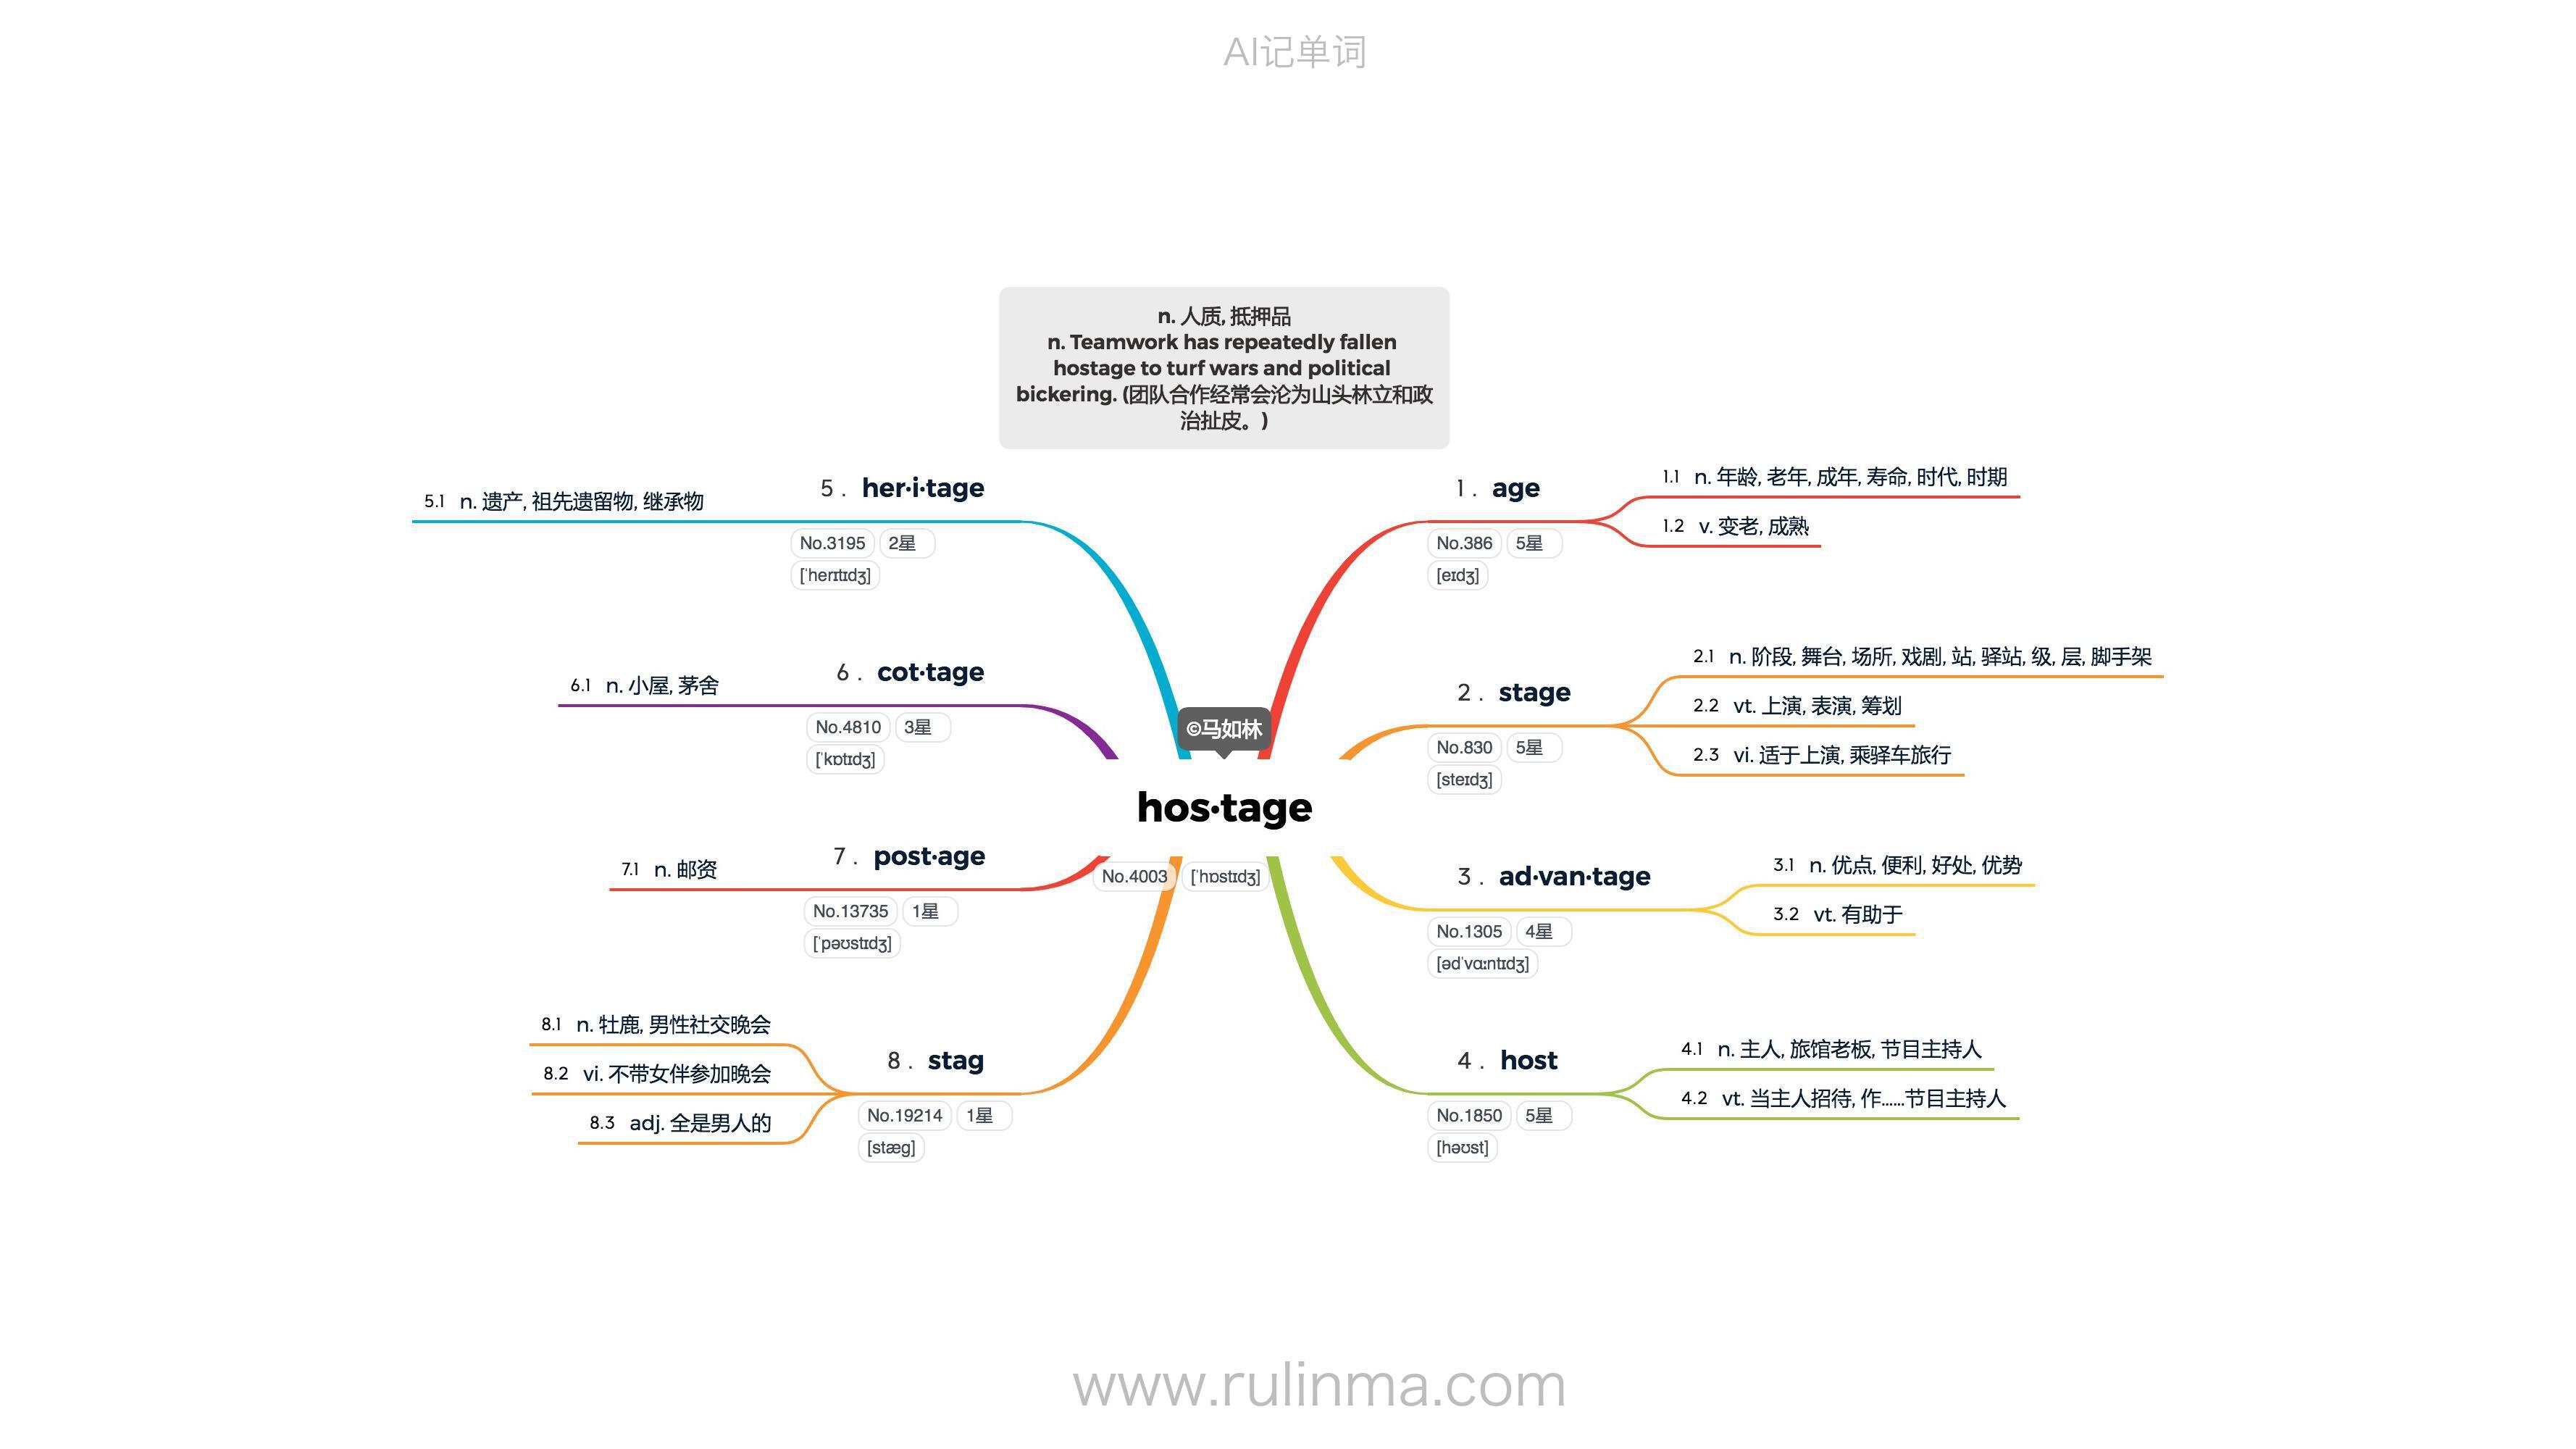 AI记单词
n. 人质, 抵押品
n. Teamwork has repeatedly fallen
hostage to turf wars and political
bickering. (团队合作经常会沦为山头林立和政
治扯皮。)
©马如林
hos·tage
No.4003 [ˈhɒstɪdʒ]
1 . age
No.386 5星
[eɪdʒ]
1.1 n. 年龄, 老年, 成年, 寿命, 时代, 时期
1.2 v. 变老, 成熟
2 . stage
No.830 5星
[steɪdʒ]
2.1 n. 阶段, 舞台, 场所, 戏剧, 站, 驿站, 级, 层, 脚手架
2.2 vt. 上演, 表演, 筹划
2.3 vi. 适于上演, 乘驿车旅行
3 . ad·van·tage
No.1305 4星
[ədˈvɑːntɪdʒ]
3.1 n. 优点, 便利, 好处, 优势
3.2 vt. 有助于
4 . host
No.1850 5星
[həʊst]
4.1 n. 主人, 旅馆老板, 节目主持人
4.2 vt. 当主人招待, 作......节目主持人
5 . her·i·tage
No.3195 2星
[ˈherɪtɪdʒ]
5.1 n. 遗产, 祖先遗留物, 继承物
6 . cot·tage
No.4810 3星
[ˈkɒtɪdʒ]
6.1 n. 小屋, 茅舍
7 . post·age
No.13735 1星
[ˈpəʊstɪdʒ]
7.1 n. 邮资
8 . stag
No.19214 1星
[stæg]
8.1 n. 牡鹿, 男性社交晚会
8.2 vi. 不带女伴参加晚会
8.3 adj. 全是男人的
www.rulinma.com